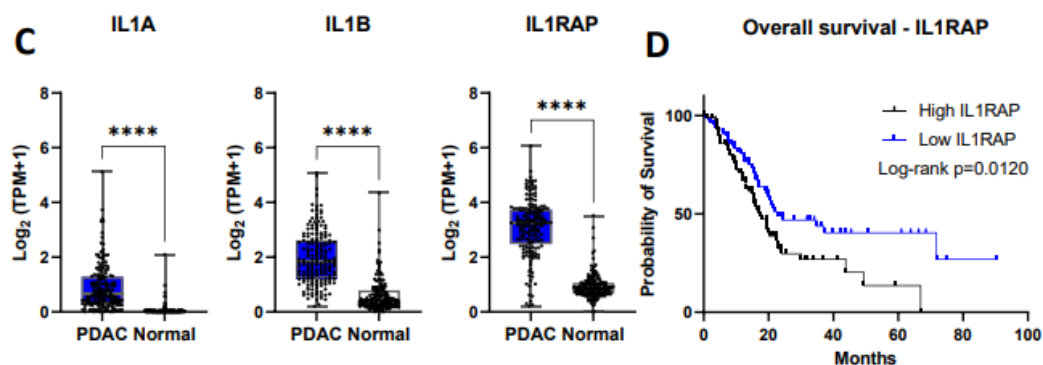 C
IL1A
IL1B
IL1RAP
D
Overall survival - IL1RAP
Log₂ (TPM+1)
8
6
4
2
0
****
PDAC Normal
Log₂ (TPM+1)
8
6
4
2
0
****
PDAC Normal
Log₂ (TPM+1)
8
6
4
2
0
****
PDAC Normal
Probability of Survival
100
50
0
High IL1RAP
Low IL1RAP
Log-rank p=0.0120
0 20 40 60 80 100
Months